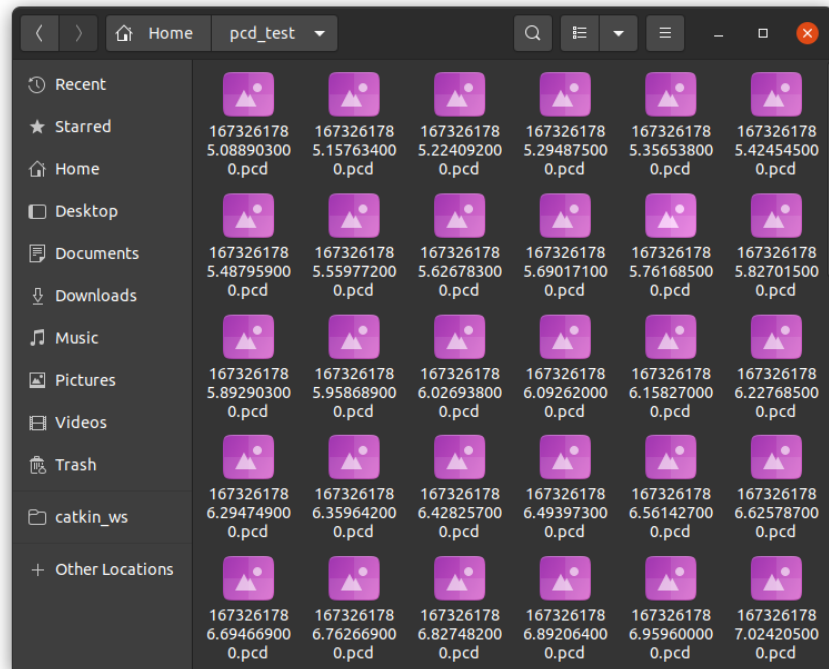 Home
pcd_test
Recent
Starred
Home
Desktop
Documents
Downloads
Music
Pictures
Videos
Trash
catkin_ws
Other Locations
167326178
5.08890300
0.pcd
167326178
5.15763400
0.pcd
167326178
5.22409200
0.pcd
167326178
5.29487500
0.pcd
167326178
5.35653800
0.pcd
167326178
5.42454500
0.pcd
167326178
5.48795900
0.pcd
167326178
5.55977200
0.pcd
167326178
5.62678300
0.pcd
167326178
5.69017100
0.pcd
167326178
5.76168500
0.pcd
167326178
5.82701500
0.pcd
167326178
5.89290300
0.pcd
167326178
5.95868900
0.pcd
167326178
6.02693800
0.pcd
167326178
6.09262000
0.pcd
167326178
6.15827000
0.pcd
167326178
6.22768500
0.pcd
167326178
6.29474900
0.pcd
167326178
6.35964200
0.pcd
167326178
6.42825700
0.pcd
167326178
6.49397300
0.pcd
167326178
6.56142700
0.pcd
167326178
6.62578700
0.pcd
167326178
6.69466900
0.pcd
167326178
6.76266900
0.pcd
167326178
6.82748200
0.pcd
167326178
6.89206400
0.pcd
167326178
6.95960000
0.pcd
167326178
7.02420500
0.pcd